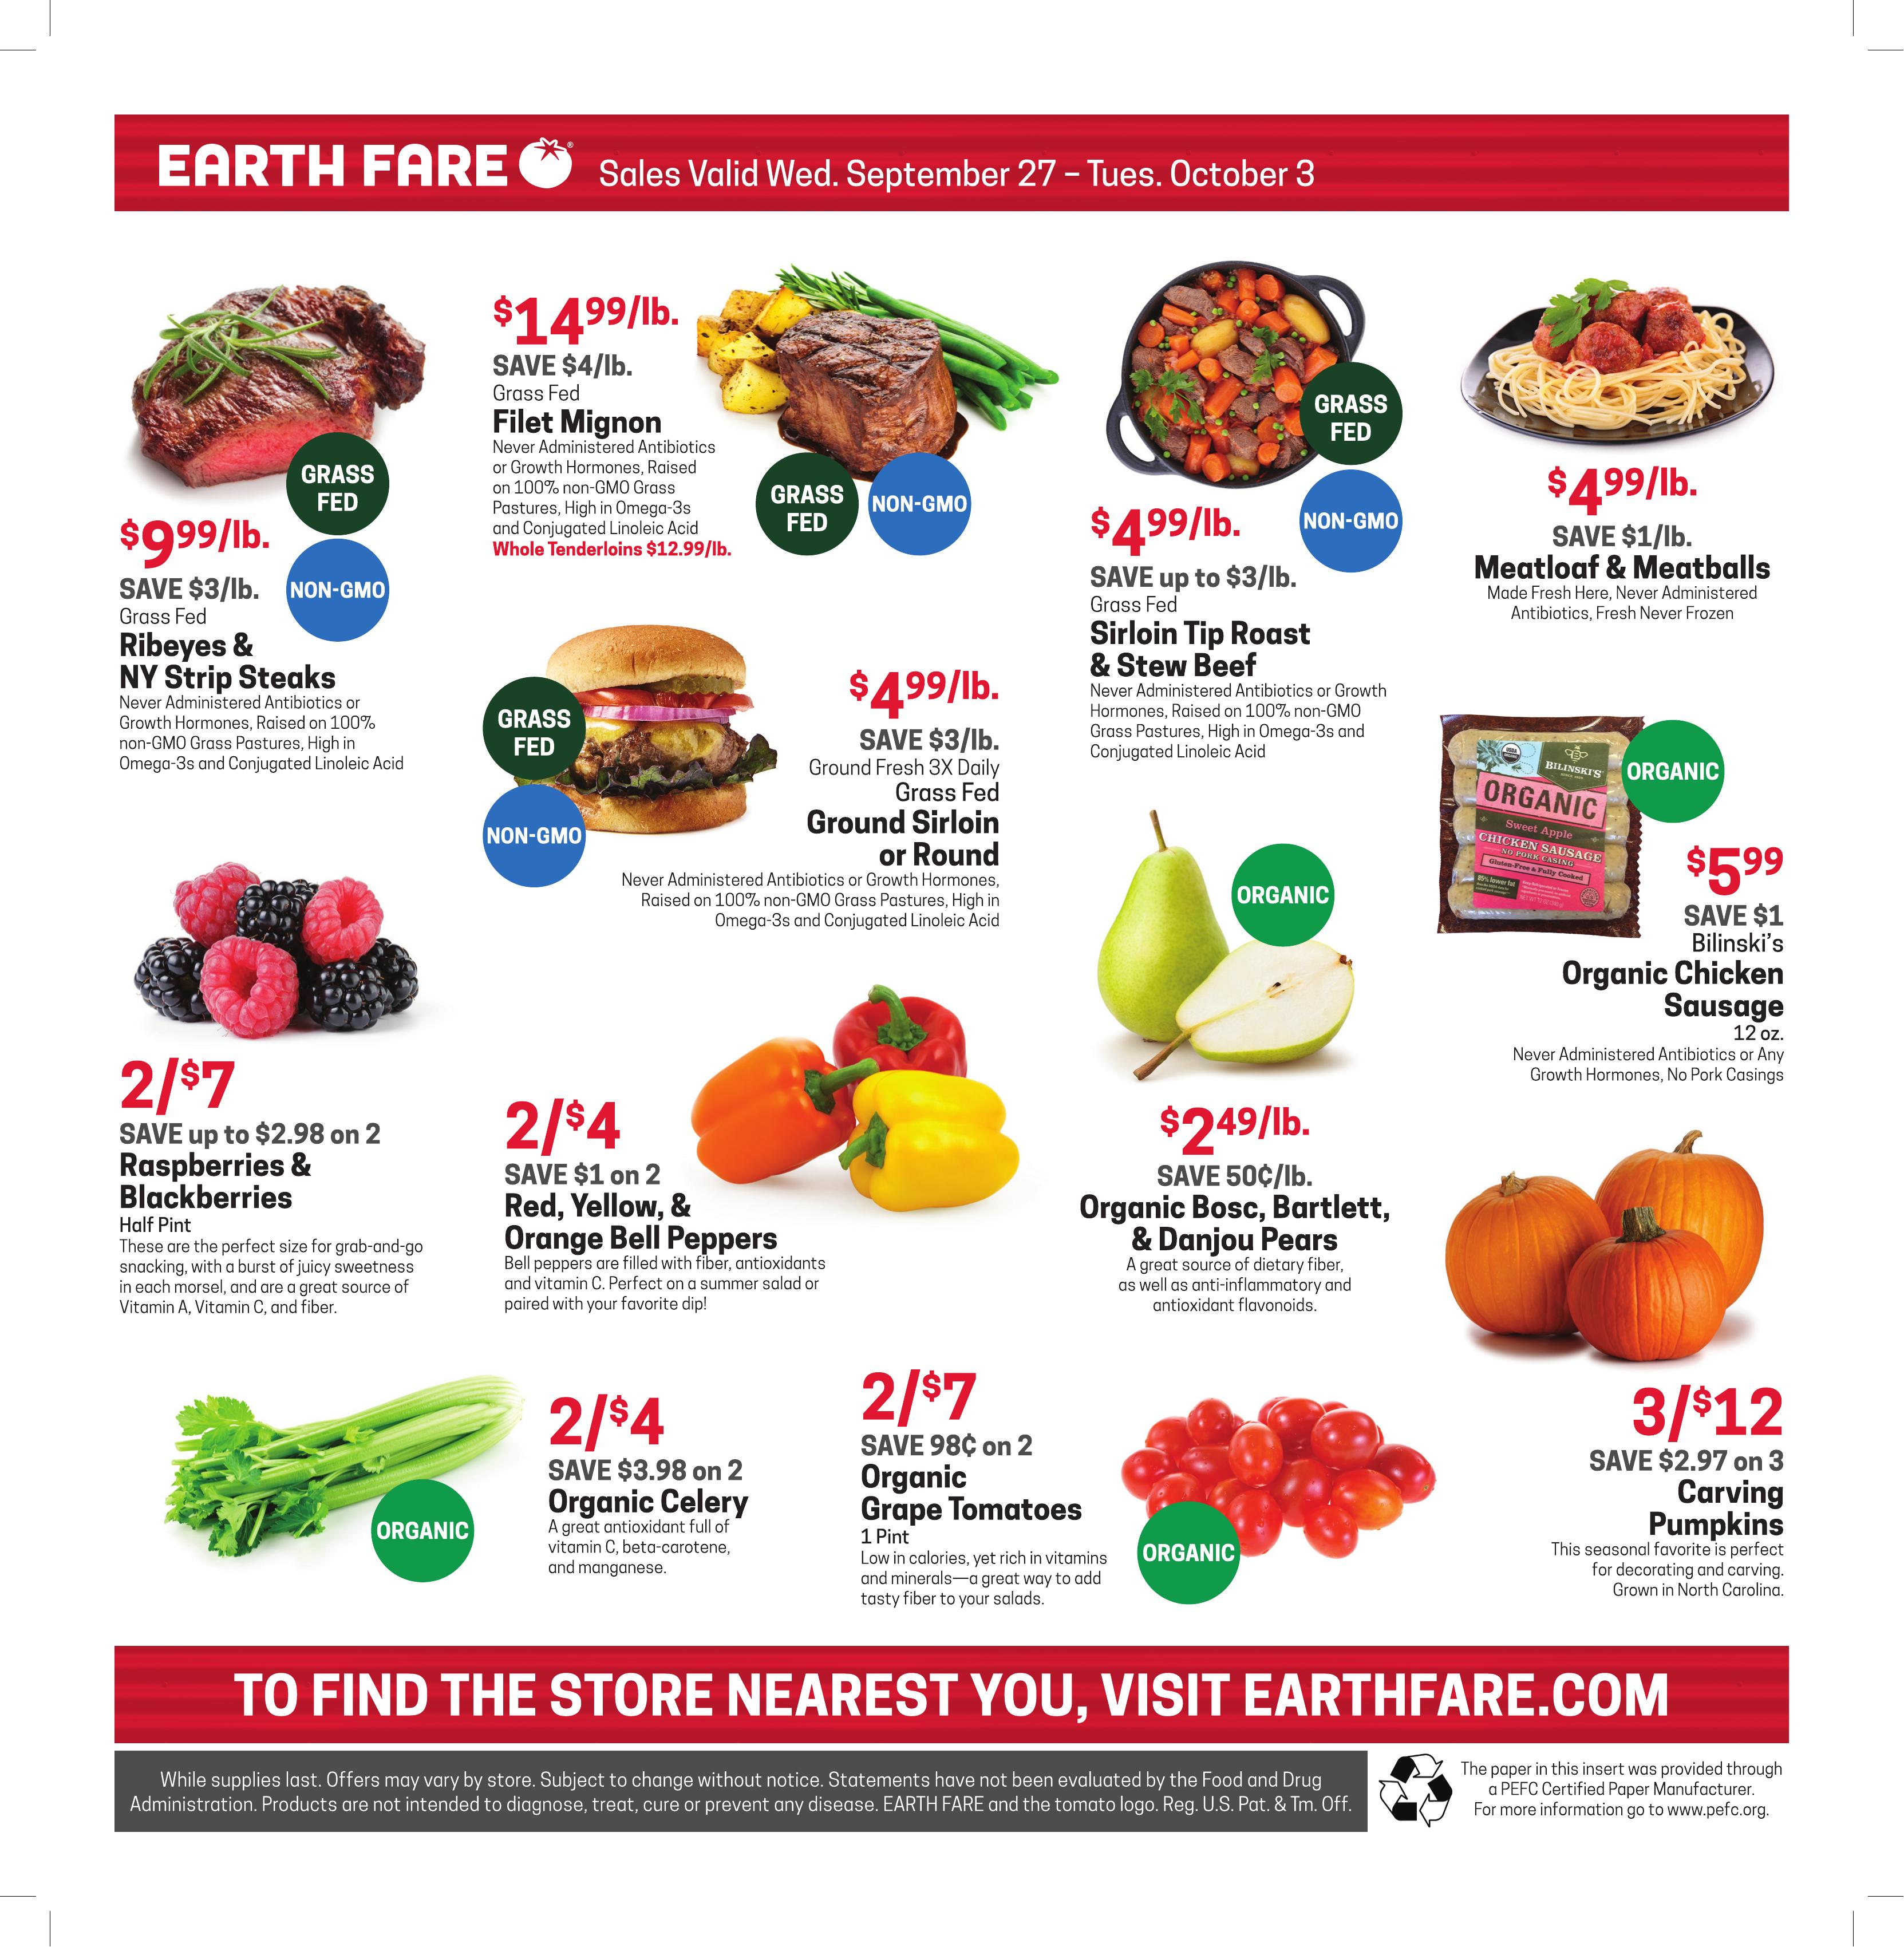 EARTH FARE
Sales Valid Wed. September 27 – Tues. October 3
GRASS
FED
NON-GMO
$9 99/lb.
SAVE $3/lb.
Grass Fed
Ribeyes &
NY Strip Steaks
Never Administered Antibiotics or
Growth Hormones, Raised on 100%
non-GMO Grass Pastures, High in
Omega-3s and Conjugated Linoleic Acid
$14 99/lb.
SAVE $4/lb.
Grass Fed
Filet Mignon
Never Administered Antibiotics
or Growth Hormones, Raised
on 100% non-GMO Grass
Pastures, High in Omega-3s
and Conjugated Linoleic Acid
Whole Tenderloins $12.99/lb.
GRASS
FED
NON-GMO
GRASS
FED
NON-GMO
$4 99/lb.
SAVE up to $3/lb.
Grass Fed
Sirloin Tip Roast
& Stew Beef
Never Administered Antibiotics or Growth
Hormones, Raised on 100% non-GMO
Grass Pastures, High in Omega-3s and
Conjugated Linoleic Acid
$4 99/lb.
SAVE $1/lb.
Meatloaf & Meatballs
Made Fresh Here, Never Administered
Antibiotics, Fresh Never Frozen
GRASS
FED
NON-GMO
$4 99/lb.
SAVE $3/lb.
Ground Fresh 3X Daily
Grass Fed
Ground Sirloin
or Round
Never Administered Antibiotics or Growth Hormones,
Raised on 100% non-GMO Grass Pastures, High in
Omega-3s and Conjugated Linoleic Acid
USDA
BILINSKI'S
ORGANIC
Sweet Apple
CHICKEN SAUSAGE
NO PORK CASING
Gluten-Free & Fully Cooked
ORGANIC
$5 99
SAVE $1
Bilinski's
Organic Chicken
Sausage
12 oz.
Never Administered Antibiotics or Any
Growth Hormones, No Pork Casings
2/$7
SAVE up to $2.98 on 2
Raspberries &
Blackberries
Half Pint
These are the perfect size for grab-and-go
snacking, with a burst of juicy sweetness
in each morsel, and are a great source of
Vitamin A, Vitamin C, and fiber.
2/$4
SAVE $1 on 2
Red, Yellow, &
Orange Bell Peppers
Bell peppers are filled with fiber, antioxidants
and vitamin C. Perfect on a summer salad or
paired with your favorite dip!
ORGANIC
$2 49/lb.
SAVE 50¢/lb.
Organic Bosc, Bartlett,
& Danjou Pears
A great source of dietary fiber,
as well as anti-inflammatory and
antioxidant flavonoids.
ORGANIC
2/$4
SAVE $3.98 on 2
Organic Celery
A great antioxidant full of
vitamin C, beta-carotene,
and manganese.
2/$7
SAVE 98¢ on 2
Organic
Grape Tomatoes
1 Pint
Low in calories, yet rich in vitamins
and minerals—a great way to add
tasty fiber to your salads.
ORGANIC
3/$12
SAVE $2.97 on 3
Carving
Pumpkins
This seasonal favorite is perfect
for decorating and carving.
Grown in North Carolina.
TO FIND THE STORE NEAREST YOU, VISIT EARTHFARE.COM
While supplies last. Offers may vary by store. Subject to change without notice. Statements have not been evaluated by the Food and Drug
Administration. Products are not intended to diagnose, treat, cure or prevent any disease. EARTH FARE and the tomato logo. Reg. U.S. Pat. & Tm. Off.
The paper in this insert was provided through
a PEFC Certified Paper Manufacturer.
For more information go to www.pefc.org.